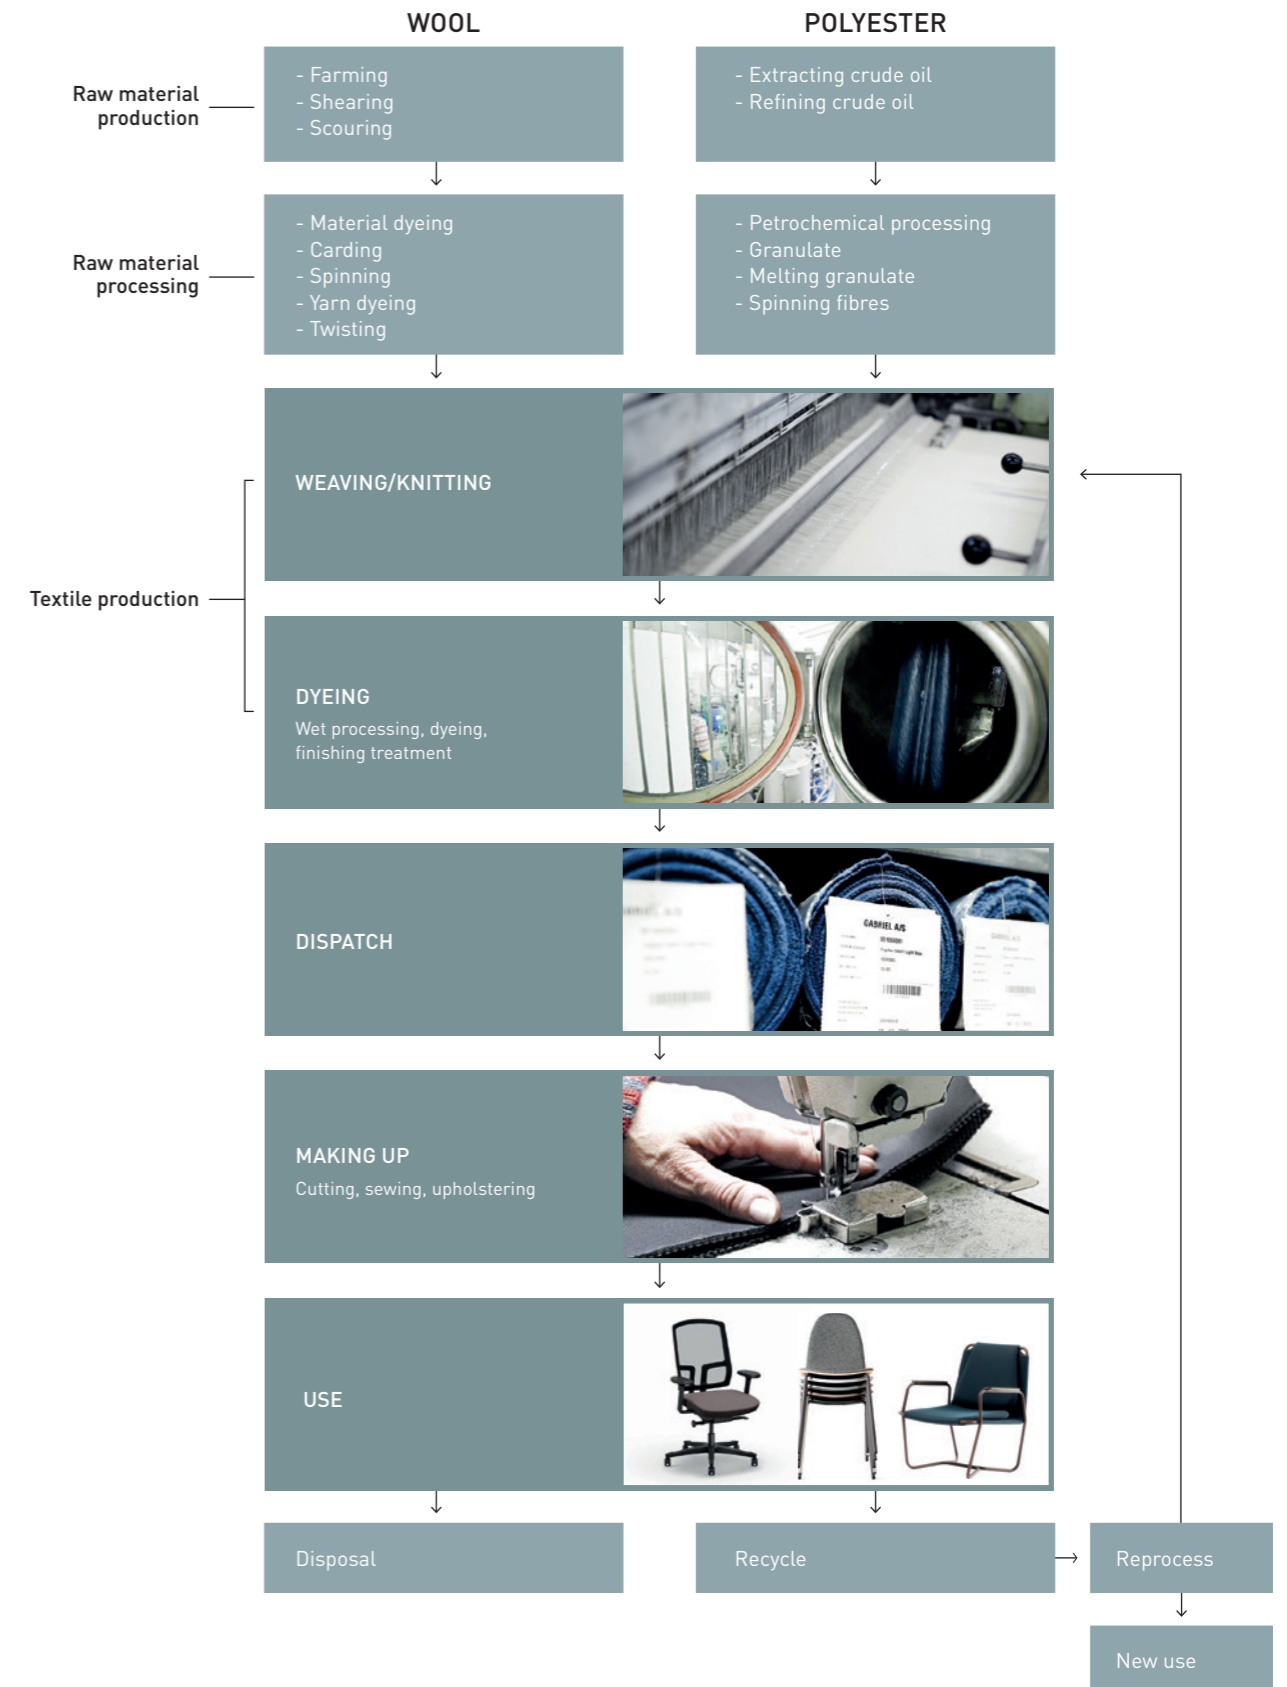 WOOL
POLYESTER
Raw material
production
- Farming
- Shearing
- Scouring
- Extracting crude oil
- Refining crude oil
Raw material
processing
- Material dyeing
- Carding
- Spinning
- Yarn dyeing
- Twisting
- Petrochemical processing
- Granulate
- Melting granulate
- Spinning fibres
Textile production
WEAVING/KNITTING
DYEING
Wet processing, dyeing,
finishing treatment
DISPATCH
GABRIEL A/S
MAKING UP
Cutting, sewing, upholstering
USE
Disposal
Recycle
Reprocess
New use